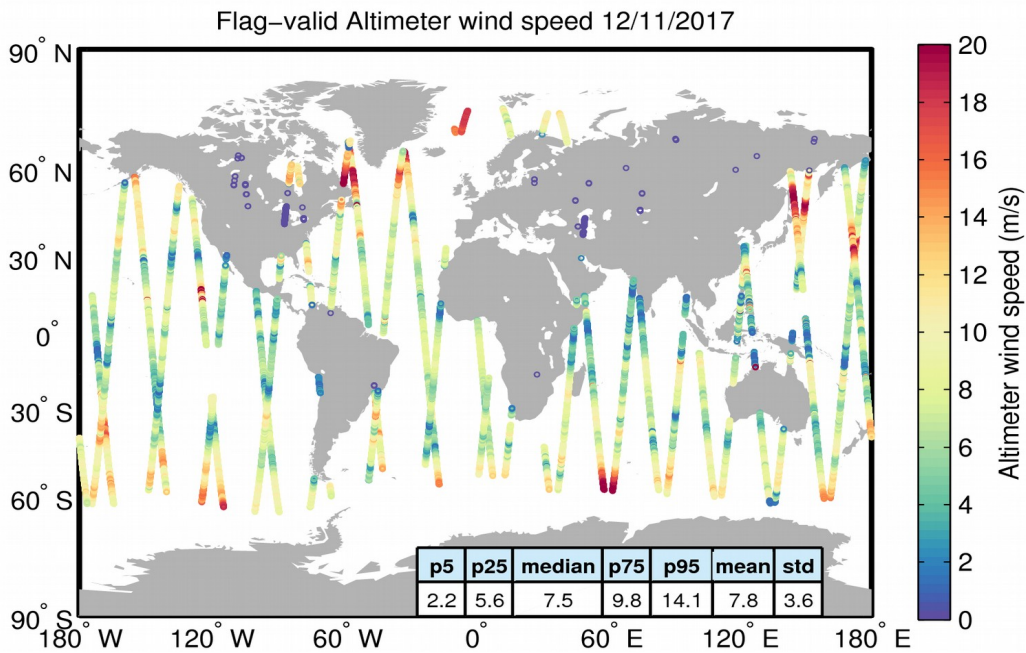 Flag−valid Altimeter wind speed 12/11/2017
90° N
60° N
30° N
0°
30° S
60° S
90° S
180° W
120° W
60° W
0°
60° E
120° E
180° E
p5 p25 median p75 p95 mean std
2.2 5.6 7.5 9.8 14.1 7.8 3.6
20
18
16
14
12
10
8
6
4
2
0
Altimeter wind speed (m/s)